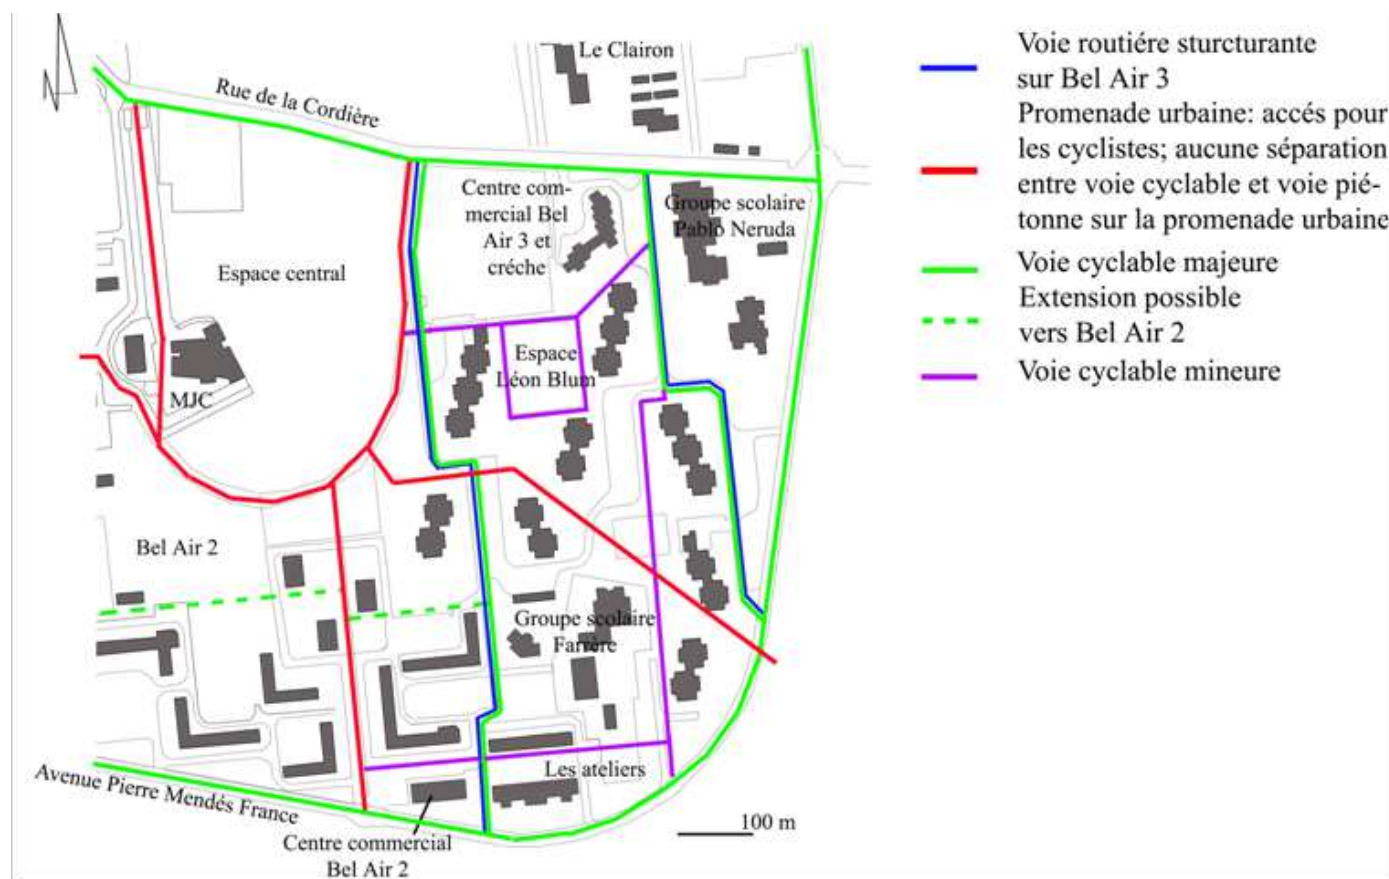 Le Clairon
Rue de la Cordière
Centre com-
mercial Bel
Air 3 et
créche
Groupe scolaire
Pablo Neruda
Espace central
Espace
Léon Blum
MJC
Bel Air 2
Groupe scolaire
Farrère
Les ateliers
Avenue Pierre Mendés France
Centre commercial
Bel Air 2
100 m
Voie routiére sturcturante
sur Bel Air 3
Promenade urbaine: accés pour
les cyclistes; aucune séparation
entre voie cyclable et voie pié-
tonne sur la promenade urbaine
Voie cyclable majeure
Extension possible
vers Bel Air 2
Voie cyclable mineure